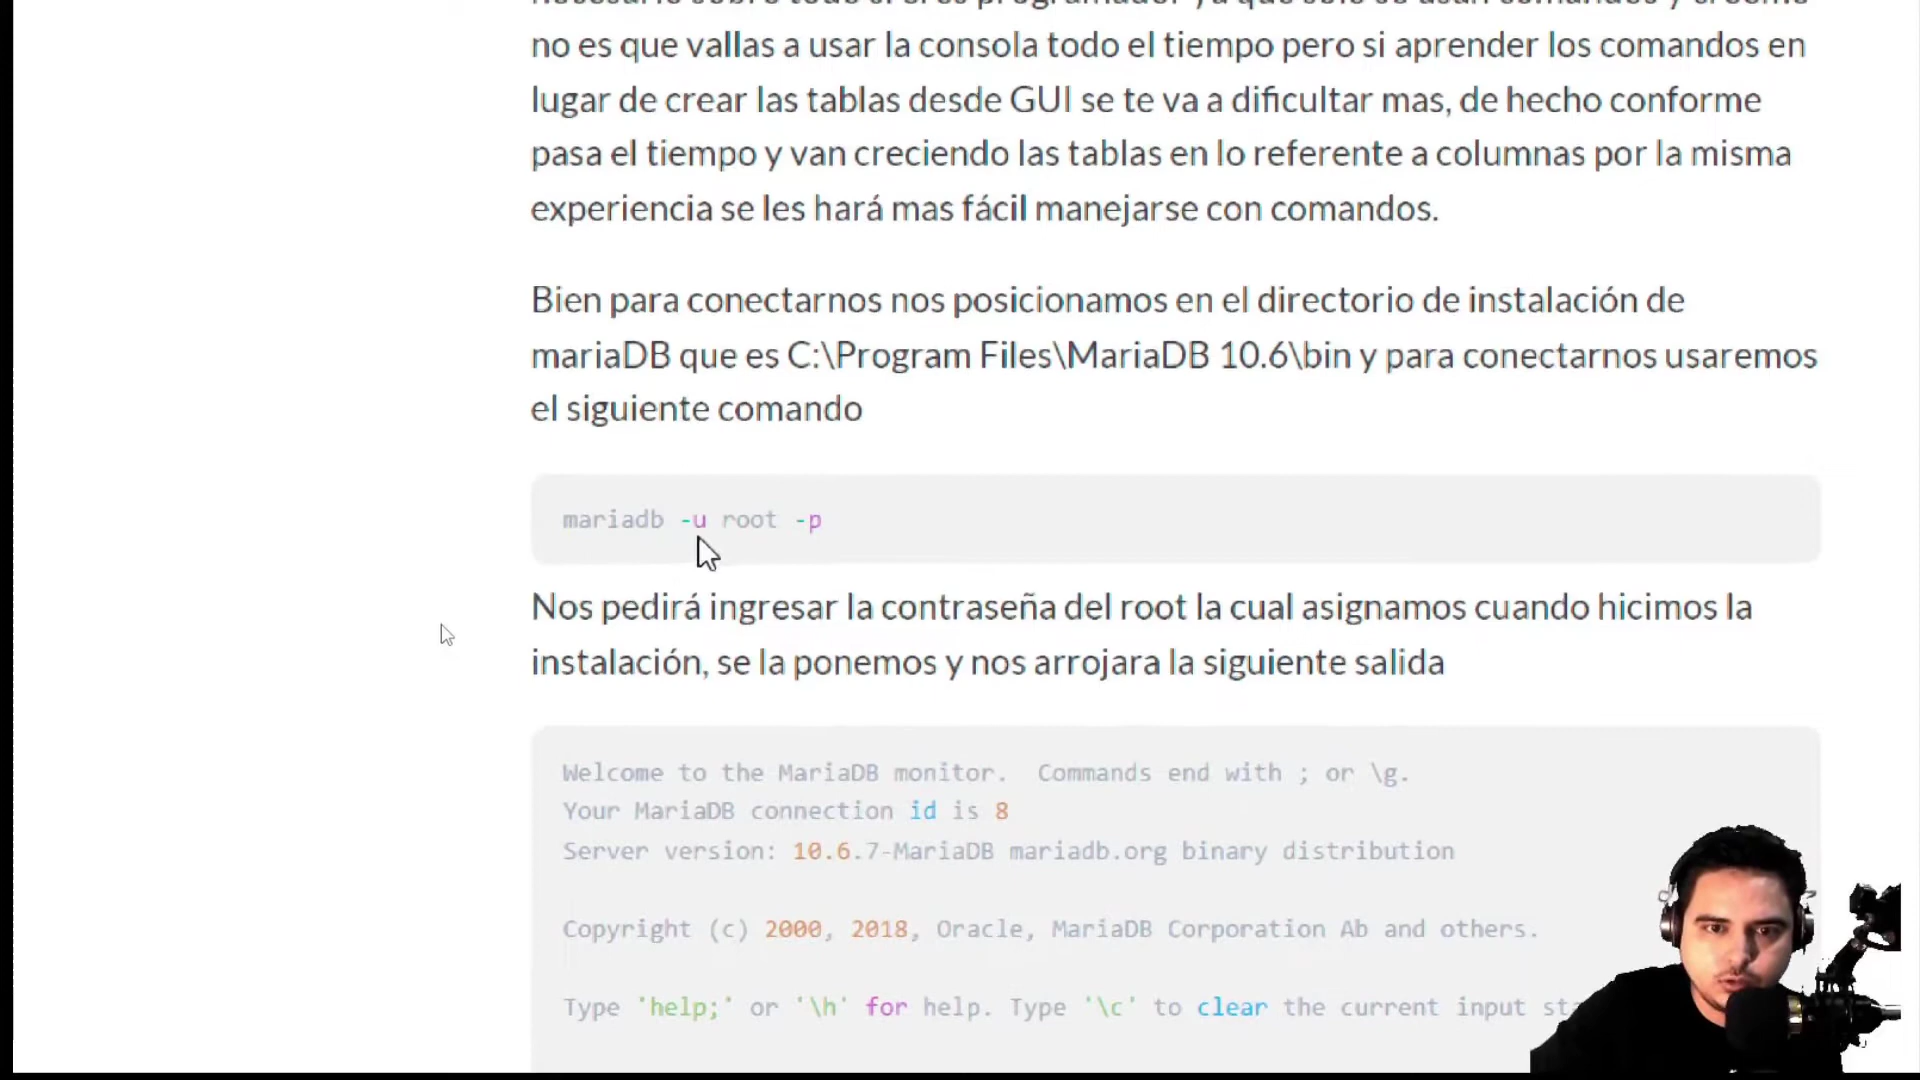 no es que vallas a usar la consola todo el tiempo pero si aprender los comandos en
lugar de crear las tablas desde GUI se te va a dificultar mas, de hecho conforme
pasa el tiempo y van creciendo las tablas en lo referente a columnas por la misma
experiencia se les hará mas fácil manejarse con comandos.
Bien para conectarnos nos posicionamos en el directorio de instalación de
mariaDB que es C:\Program Files\MariaDB 10.6\bin y para conectarnos usaremos
el siguiente comando
mariadb -u root -p
Nos pedirá ingresar la contraseña del root la cual asignamos cuando hicimos la
instalación, se la ponemos y nos arrojara la siguiente salida
Welcome to the MariaDB monitor.  Commands end with ; or \g.
Your MariaDB connection id is 8
Server version: 10.6.7-MariaDB mariadb.org binary distribution
Copyright (c) 2000, 2018, Oracle, MariaDB Corporation Ab and others.
Type 'help;' or '\h' for help. Type '\c' to clear the current input